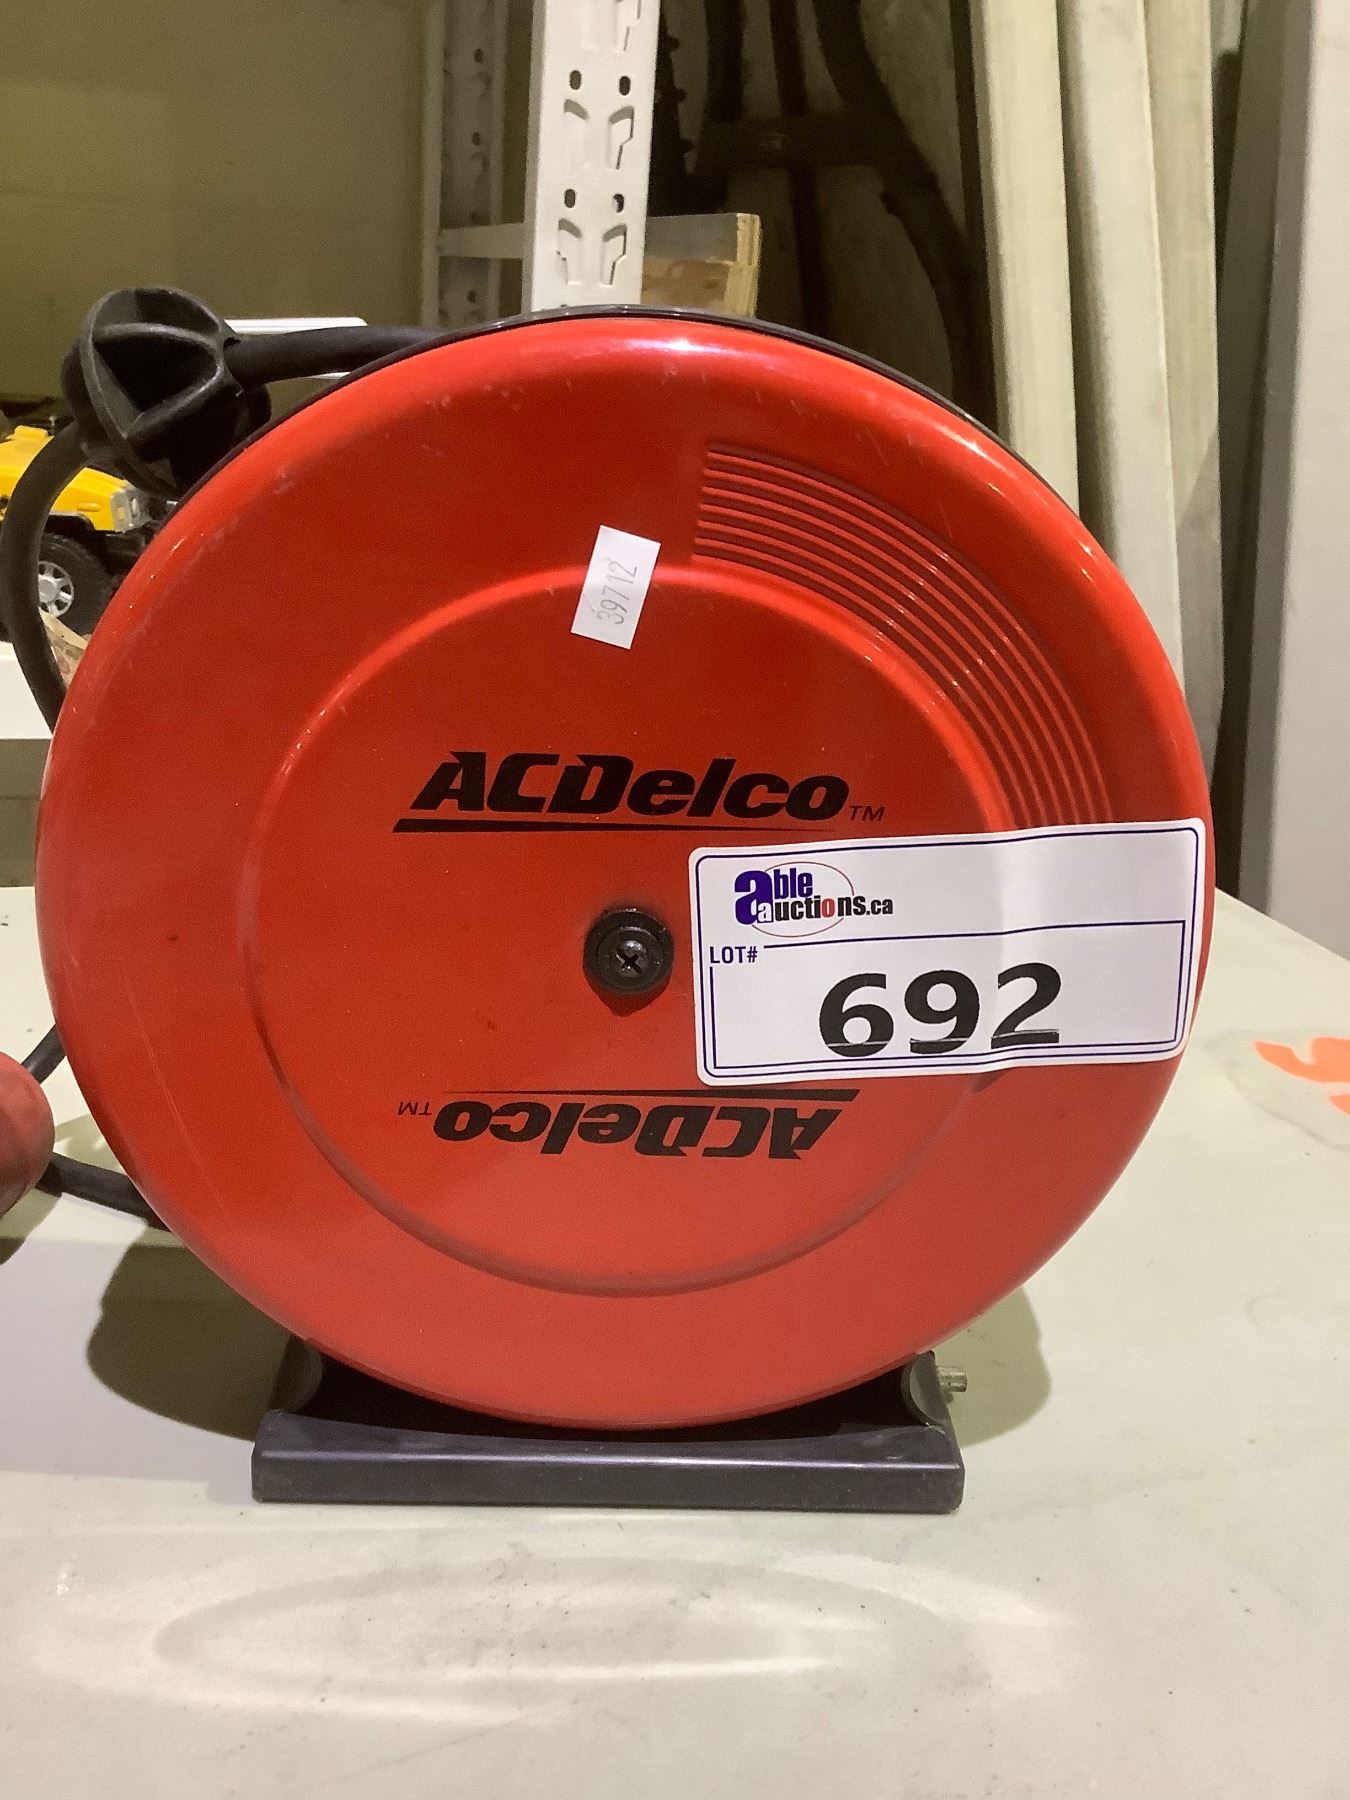 39712
ACDelco™
able
auctions.ca
LOT#
692
ACDelco™